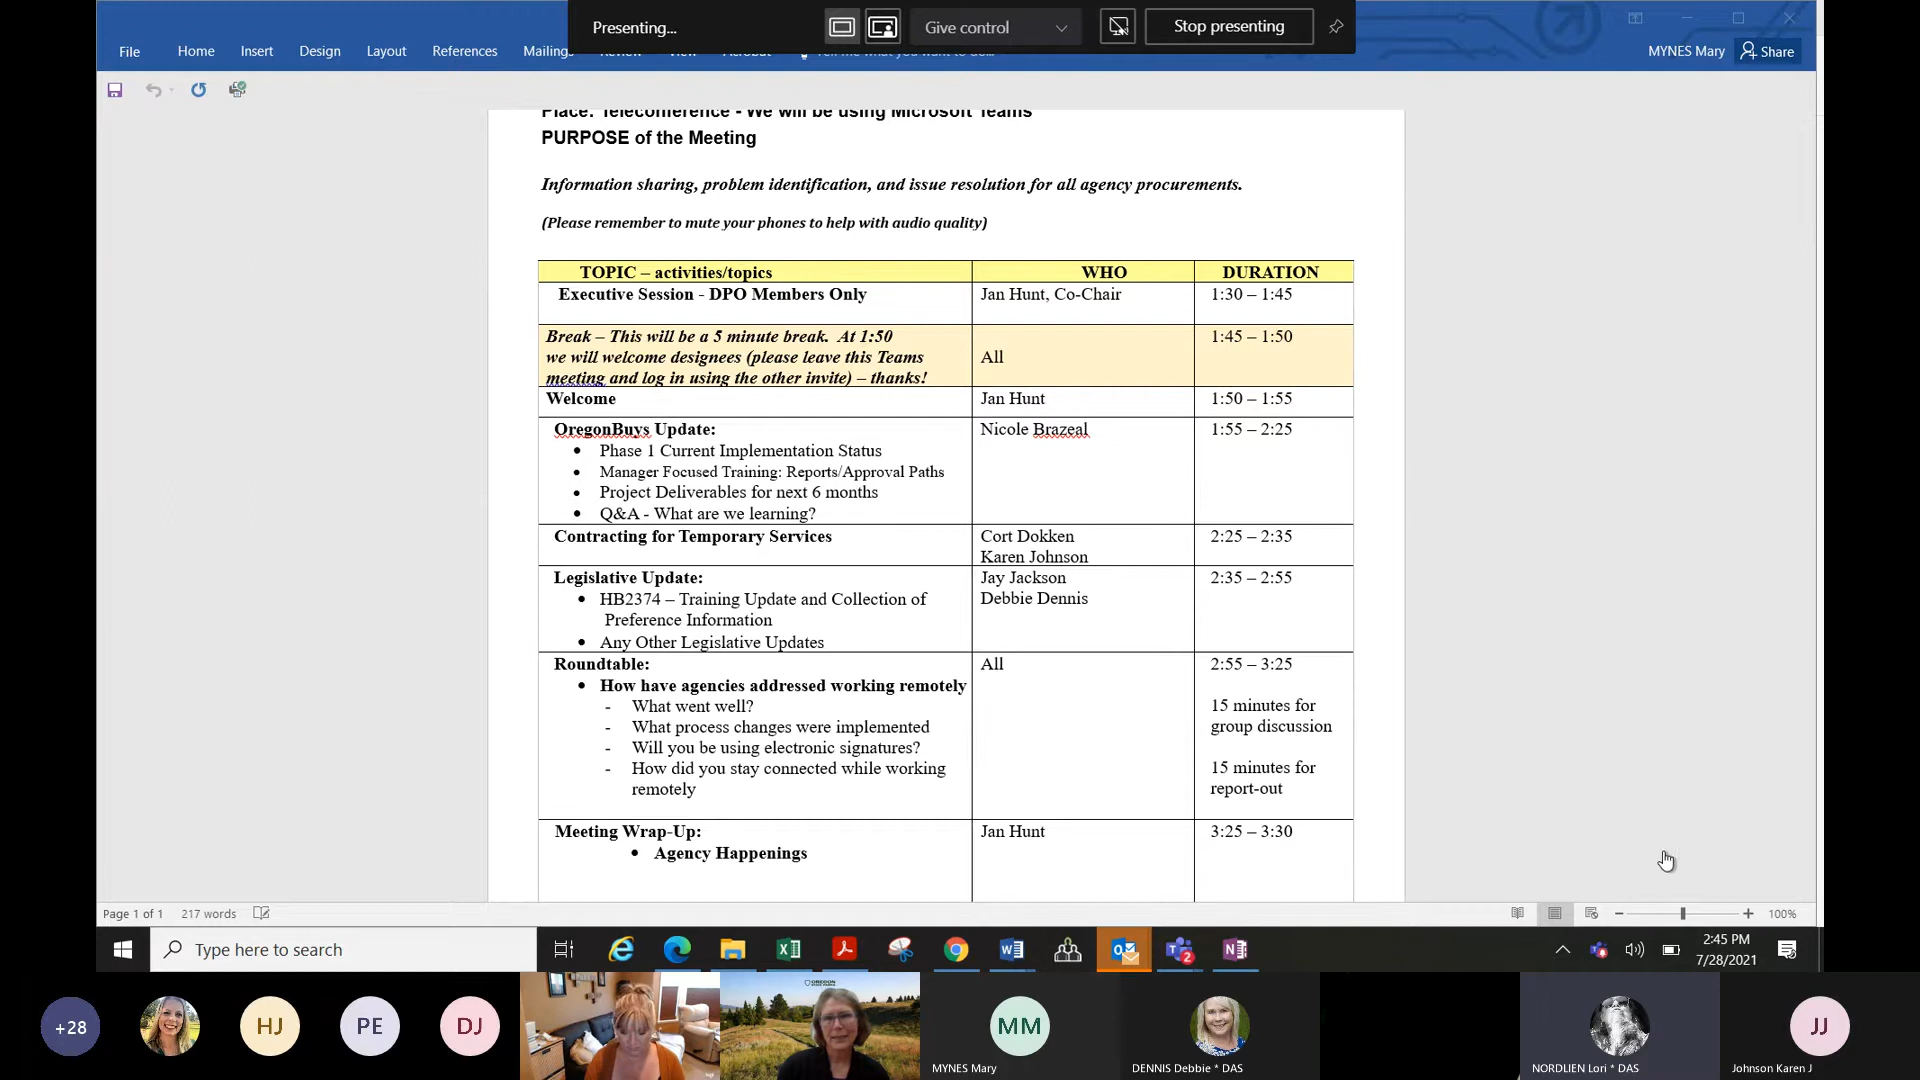 Presenting...
Give control
Stop presenting
File
Home
Insert
Design
Layout
References
Mailings
MYNES Mary
Share
Place: Teleconference - We will be using Microsoft Teams
PURPOSE of the Meeting
Information sharing, problem identification, and issue resolution for all agency procurements.
(Please remember to mute your phones to help with audio quality)
TOPIC – activities/topics WHO DURATION
Executive Session - DPO Members Only Jan Hunt, Co-Chair 1:30 – 1:45
Break – This will be a 5 minute break. At 1:50 1:45 – 1:50
we will welcome designees (please leave this Teams All
meeting and log in using the other invite) – thanks!
Welcome Jan Hunt 1:50 – 1:55
OregonBuys Update: Nicole Brazeal 1:55 – 2:25
• Phase 1 Current Implementation Status
• Manager Focused Training: Reports/Approval Paths
• Project Deliverables for next 6 months
• Q&A - What are we learning?
Contracting for Temporary Services Cort Dokken 2:25 – 2:35
Karen Johnson
Legislative Update: Jay Jackson 2:35 – 2:55
• HB2374 – Training Update and Collection of Debbie Dennis
Preference Information
• Any Other Legislative Updates
Roundtable: All 2:55 – 3:25
• How have agencies addressed working remotely
- What went well? 15 minutes for
- What process changes were implemented group discussion
- Will you be using electronic signatures?
- How did you stay connected while working 15 minutes for
remotely report-out
Meeting Wrap-Up: Jan Hunt 3:25 – 3:30
• Agency Happenings
Page 1 of 1 217 words 100%
Type here to search
2:45 PM
7/28/2021
+28
HJ
PE
DJ
MM
JJ
MYNES Mary
DENNIS Debbie * DAS
NORDLIEN Lori * DAS
Johnson Karen J